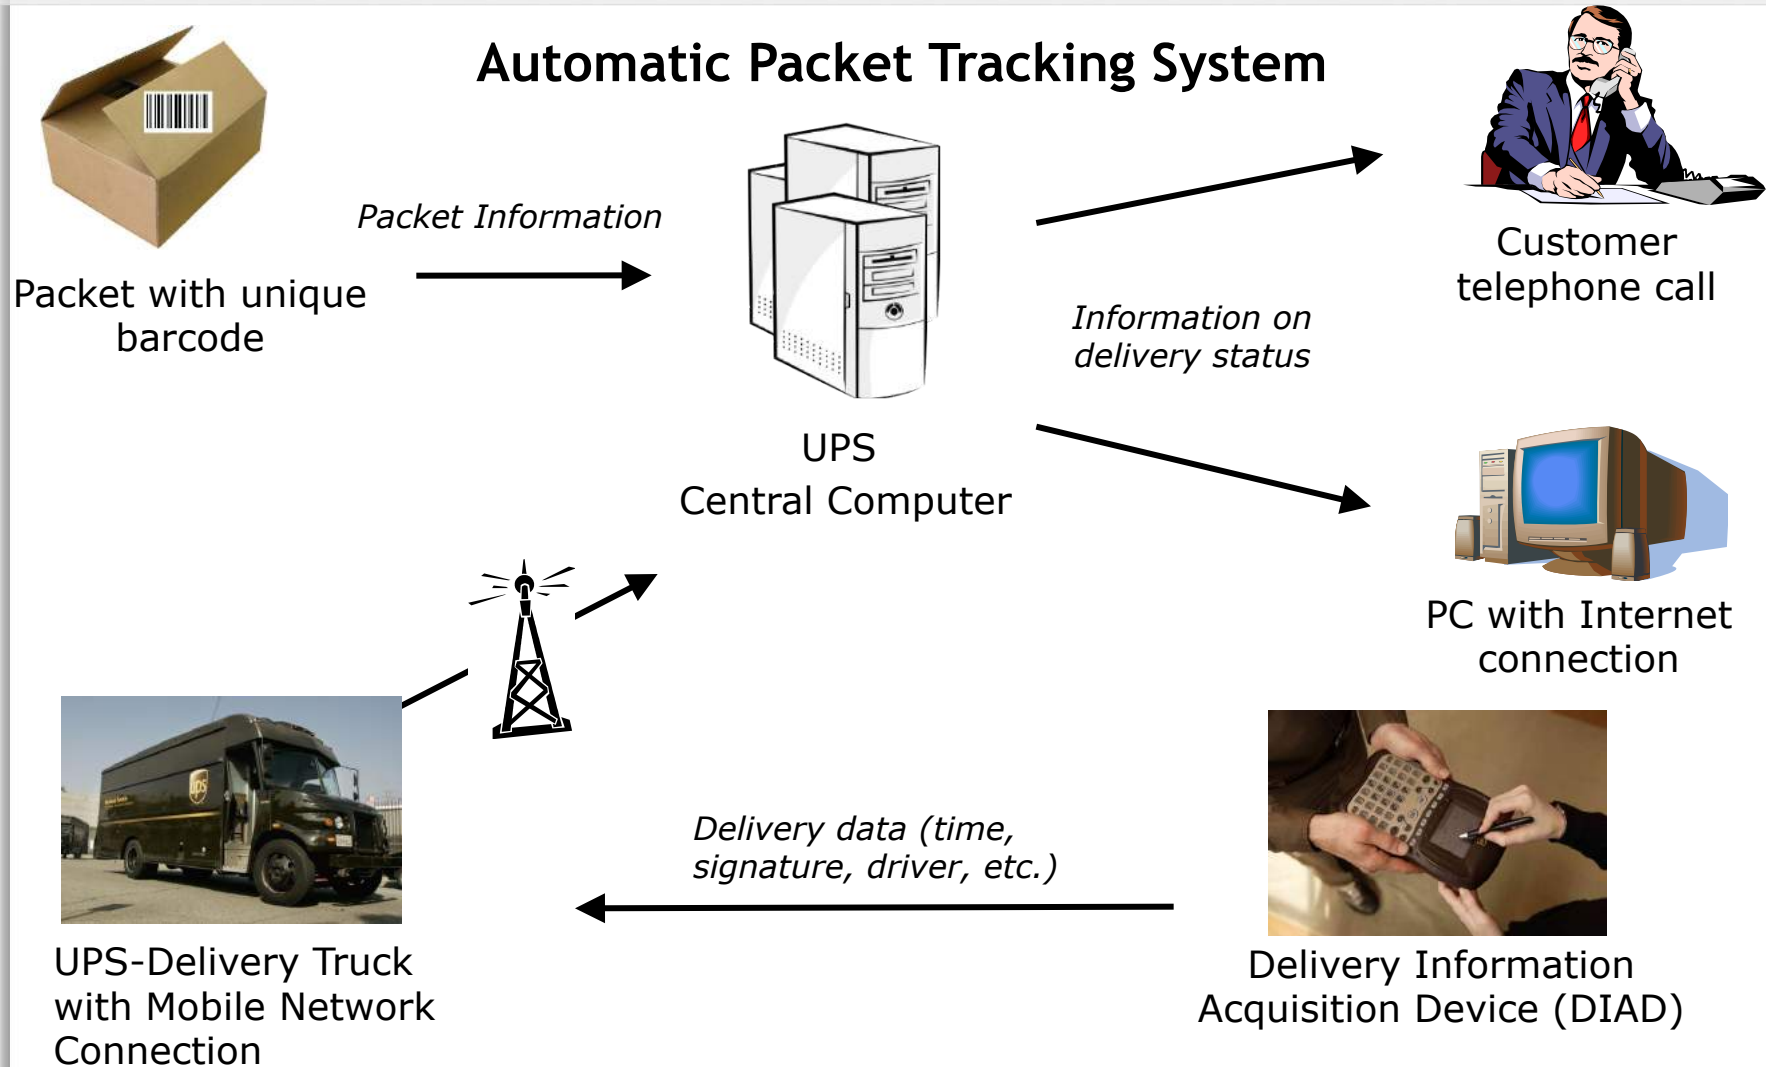 Automatic Packet Tracking System
Packet Information
Packet with unique
barcode
UPS
Central Computer
Information on
delivery status
Customer
telephone call
PC with Internet
connection
ups
Delivery data (time,
signature, driver, etc.)
UPS-Delivery Truck
with Mobile Network
Connection
Delivery Information
Acquisition Device (DIAD)